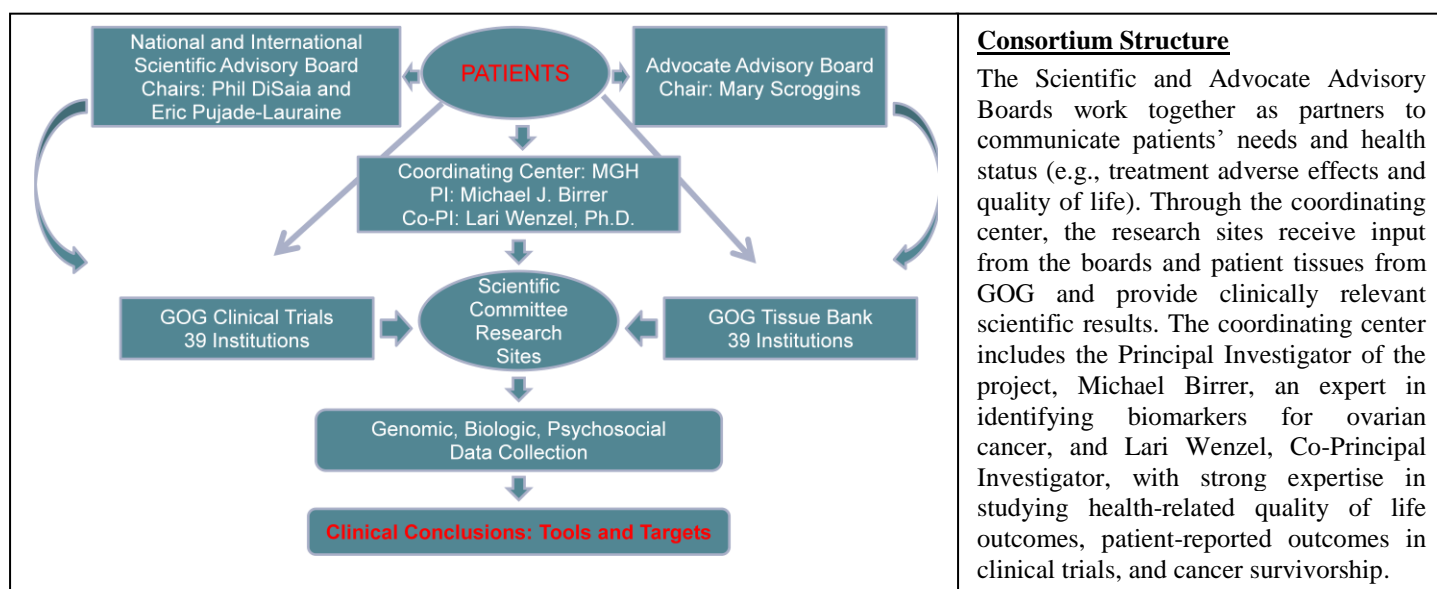 National and International
Scientific Advisory Board
Chairs: Phil DiSaia and
Eric Pujade-Lauraine
PATIENTS
Advocate Advisory Board
Chair: Mary Scroggins
Coordinating Center: MGH
PI: Michael J. Birrer
Co-PI: Lari Wenzel, Ph.D.
GOG Clinical Trials
39 Institutions
Scientific
Committee
Research
Sites
GOG Tissue Bank
39 Institutions
Genomic, Biologic, Psychosocial
Data Collection
Clinical Conclusions: Tools and Targets
Consortium Structure
The Scientific and Advocate Advisory
Boards work together as partners to
communicate patients’ needs and health
status (e.g., treatment adverse effects and
quality of life). Through the coordinating
center, the research sites receive input
from the boards and patient tissues from
GOG and provide clinically relevant
scientific results. The coordinating center
includes the Principal Investigator of the
project, Michael Birrer, an expert in
identifying biomarkers for ovarian
cancer, and Lari Wenzel, Co-Principal
Investigator, with strong expertise in
studying health-related quality of life
outcomes, patient-reported outcomes in
clinical trials, and cancer survivorship.